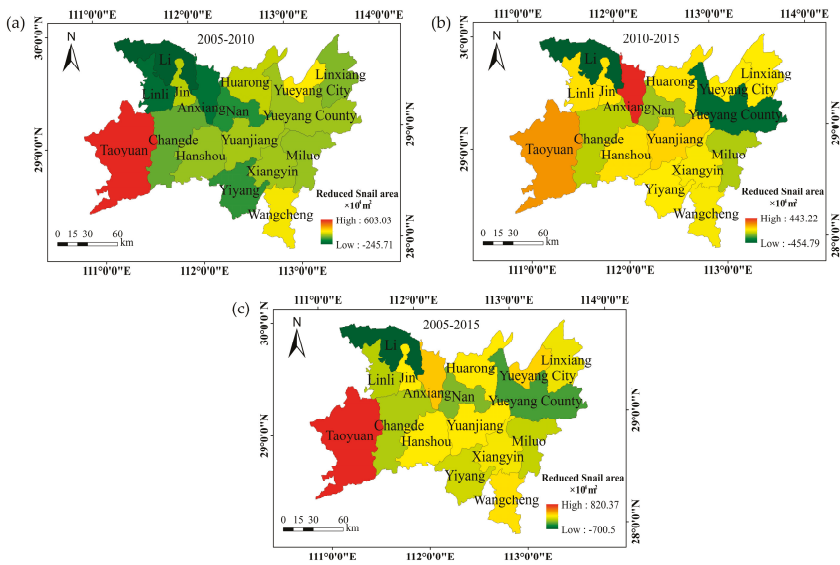 (a)
30°0'0"N
29°0'0"N
N
2005-2010
Li
Linli
Jin
Anxiang
Nan
Huarong
Linxiang
Yueyang City
Yueyang County
Taoyuan
Changde
Hanshou
Yuanjiang
Miluo
Xiangyin
Yiyang
Wangcheng
Reduced Snail area
×10⁴m²
High : 603.03
Low : -245.71
0 15 30 60
km
29°0'0"N
28°0'0"N
111°0'0"E 112°0'0"E 113°0'0"E
(b)
111°0'0"E 112°0'0"E 113°0'0"E 114°0'0"E
30°0'0"N
29°0'0"N
N
2010-2015
Li
Linli
Jin
Anxiang
Nan
Huarong
Linxiang
Yueyang City
Yueyang County
Taoyuan
Changde
Hanshou
Yuanjiang
Miluo
Xiangyin
Yiyang
Wangcheng
Reduced Snail area
High : 443.22
Low : -454.79
0 15 30 60
km
29°0'0"N
28°0'0"N
111°0'0"E 112°0'0"E 113°0'0"E
111°0'0"E 112°0'0"E 113°0'0"E 114°0'0"E
(c)
111°0'0"E 112°0'0"E 113°0'0"E 114°0'0"E
30°0'0"N
29°0'0"N
N
2005-2015
Li
Linli
Jin
Anxiang
Nan
Huarong
Linxiang
Yueyang City
Yueyang County
Taoyuan
Changde
Hanshou
Yuanjiang
Miluo
Xiangyin
Yiyang
Wangcheng
Reduced Snail area
High : 820.37
Low : -700.5
0 15 30 60
km
29°0'0"N
28°0'0"N
111°0'0"E 112°0'0"E 113°0'0"E